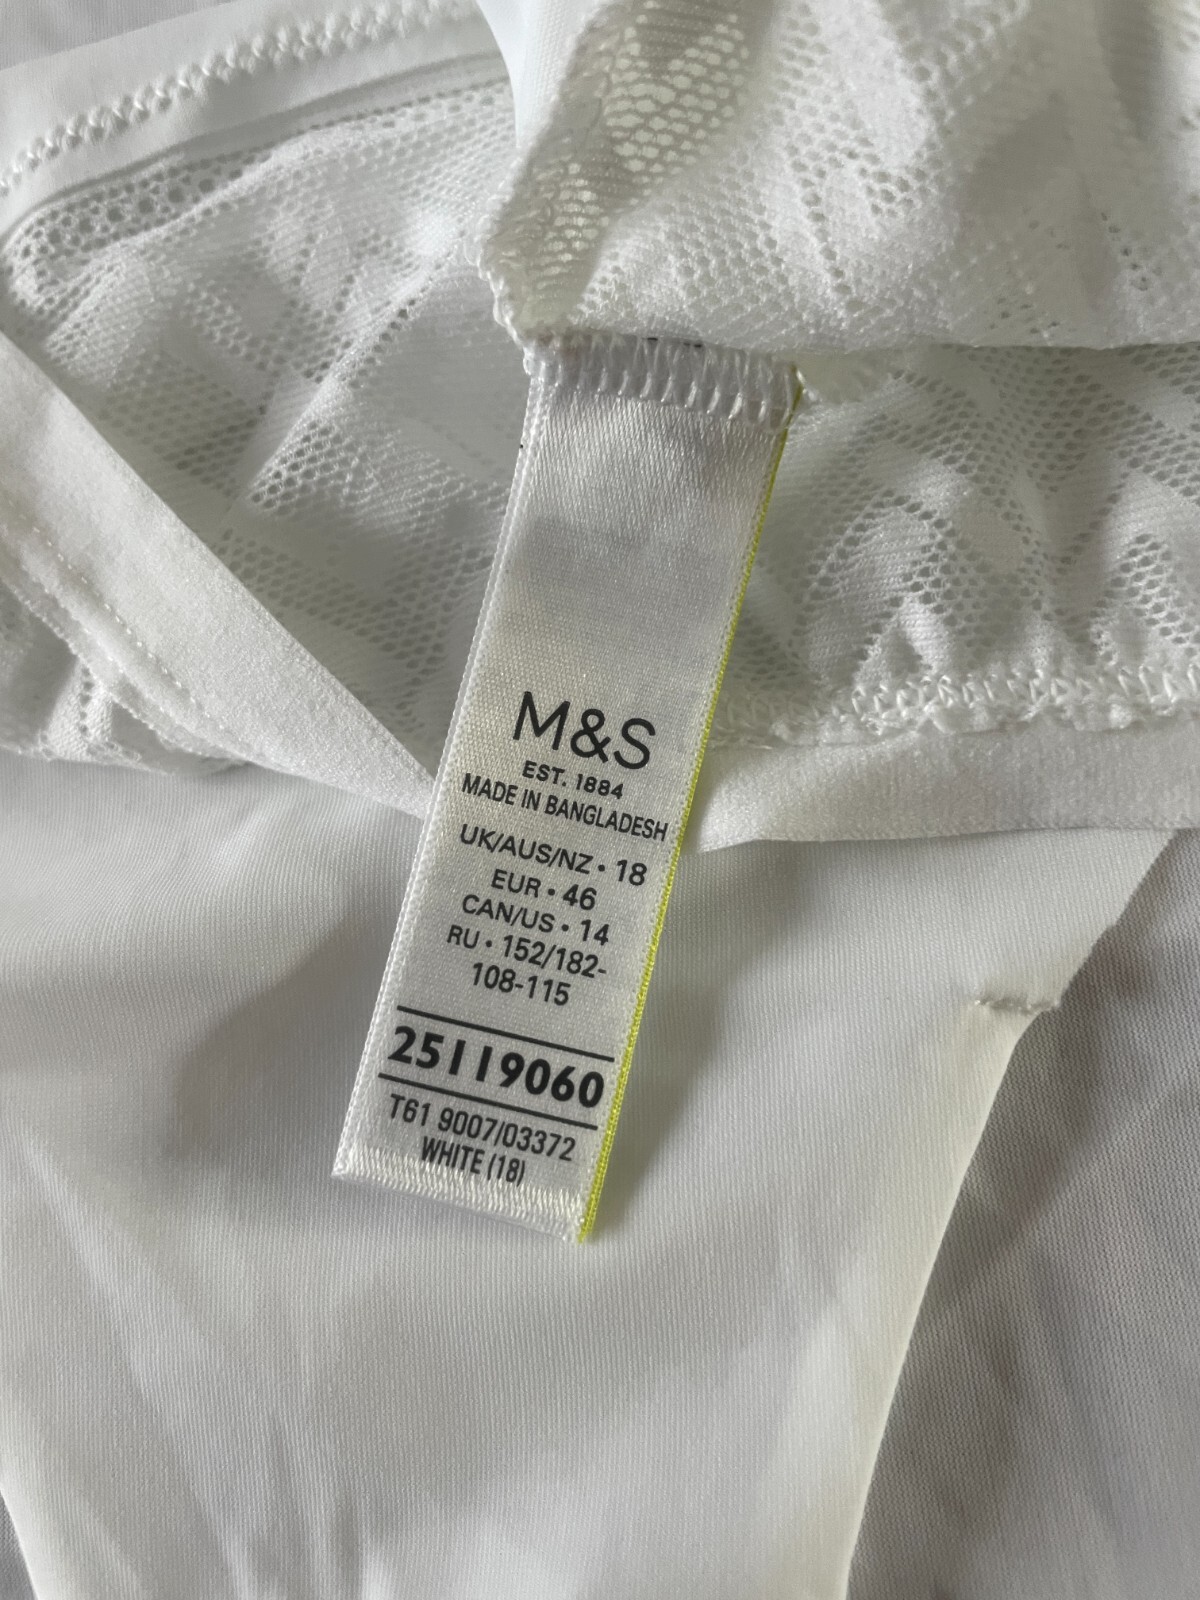 M&S
EST. 1884
MADE IN BANGLADESH
UK/AUS/NZ • 18
EUR • 46
CAN/US • 14
RU • 152/182-
108-115
25119060
T61 9007/03372
WHITE (18)